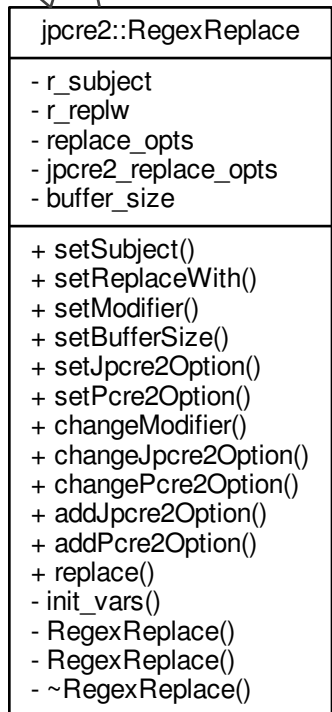 jpcre2::RegexReplace
- r_subject
- r_replw
- replace_opts
- jpcre2_replace_opts
- buffer_size
+ setSubject()
+ setReplaceWith()
+ setModifier()
+ setBufferSize()
+ setJpcre2Option()
+ setPcre2Option()
+ changeModifier()
+ changeJpcre2Option()
+ changePcre2Option()
+ addJpcre2Option()
+ addPcre2Option()
+ replace()
- init_vars()
- RegexReplace()
- RegexReplace()
- ~RegexReplace()